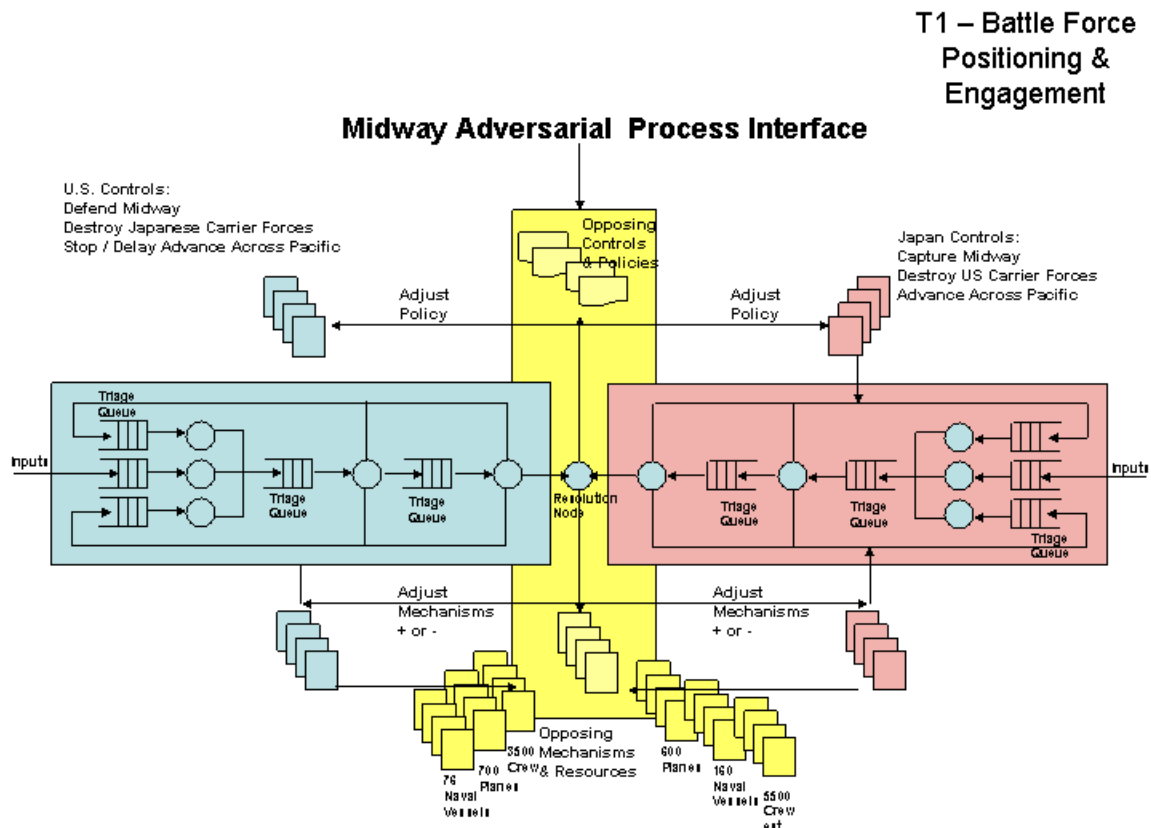 T1 – Battle Force
Positioning &
Engagement
Midway Adversarial Process Interface
U.S. Controls:
Defend Midway
Destroy Japanese Carrier Forces
Stop / Delay Advance Across Pacific
Opposing
Controls
& Policies
Japan Controls:
Capture Midway
Destroy US Carrier Forces
Advance Across Pacific
Adjust
Policy
Adjust
Policy
Triage
Queue
Inputs
Triage
Queue
Triage
Queue
Resolution
Node
Triage
Queue
Triage
Queue
Inputs
Triage
Queue
Adjust
Mechanisms
+ or -
Adjust
Mechanisms
+ or -
76
Naval
Vessels
700
Planes
3500
Crew
Opposing
Mechanisms
& Resources
600
Planes
160
Naval
Vessels
5500
Crew
est